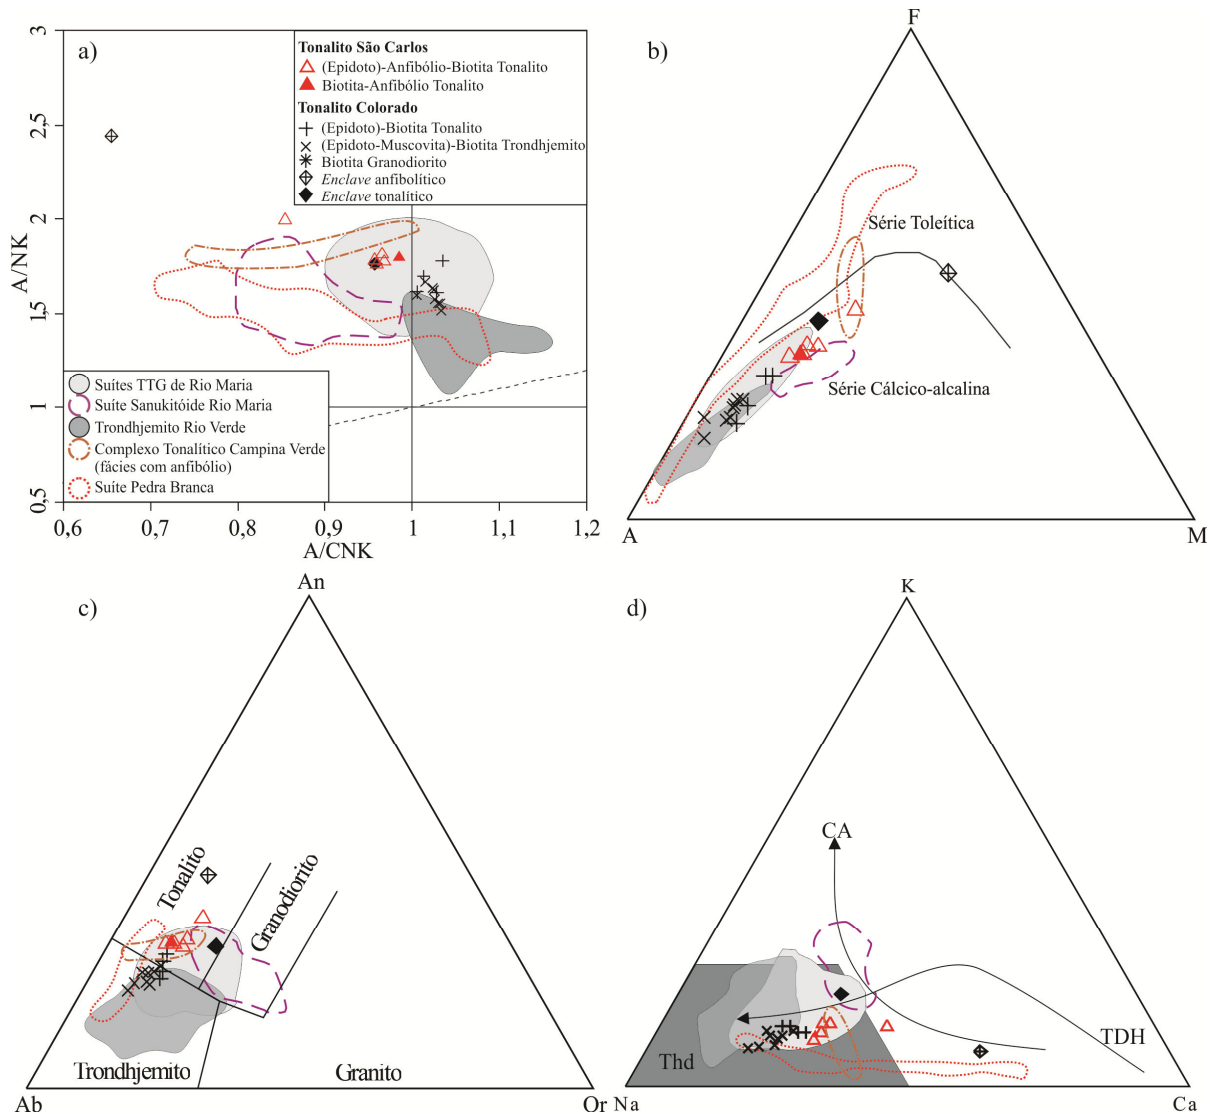 a)
3
2,5
2
1,5
1
0,5
A/NK
0,6
0,7
0,8
0,9
1
1,1
1,2
A/CNK
Tonalito São Carlos
(Epidoto)-Anfibólio-Biotita Tonalito
Biotita-Anfibólio Tonalito
Tonalito Colorado
(Epidoto)-Biotita Tonalito
(Epidoto-Muscovita)-Biotita Trondhjemito
Biotita Granodiorito
Enclave anfibolítico
Enclave tonalítico
Suítes TTG de Rio Maria
Suíte Sanukitóide Rio Maria
Trondhjemito Rio Verde
Complexo Tonalítico Campina Verde
(fácies com anfibólio)
Suíte Pedra Branca
b)
F
Série Toleítica
Série Cálcico-alcalina
A
M
c)
An
Tonalito
Granodiorito
Trondhjemito
Granito
Ab
Or
d)
K
CA
TDH
Thd
Na
Ca